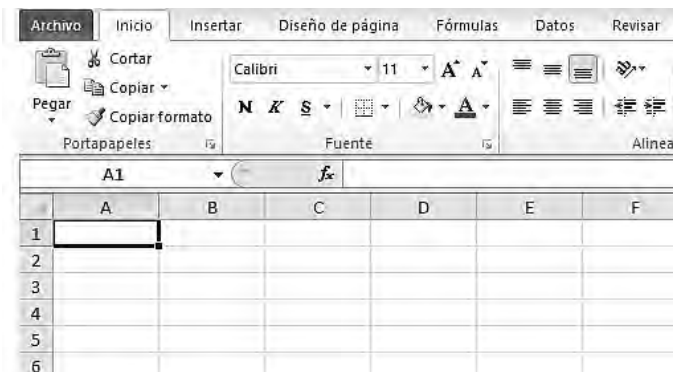 Archivo Inicio Insertar Diseño de página Fórmulas Datos Revisar
Cortar
Calibri 11 A A
Copiar
Pegar
N K S A
Copiar formato
Portapapeles Fuente Alinea
A1 fx
A B C D E F
1
2
3
4
5
6